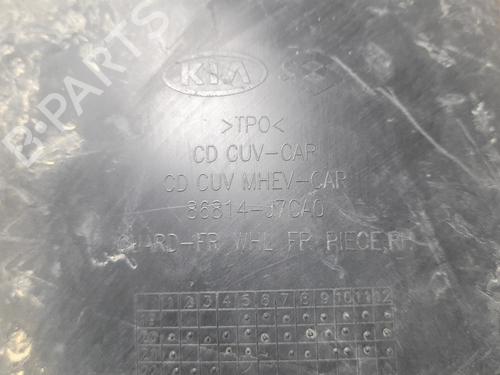 B-PARTS
KIA
>TPO<
CD CUV-CAR
CD CUV MHEV-CAR
86814-J7CA0
GUARD-FR WHL FR PIECE,RH
1 2 3 4 5 6 7 8 9 10 11 12